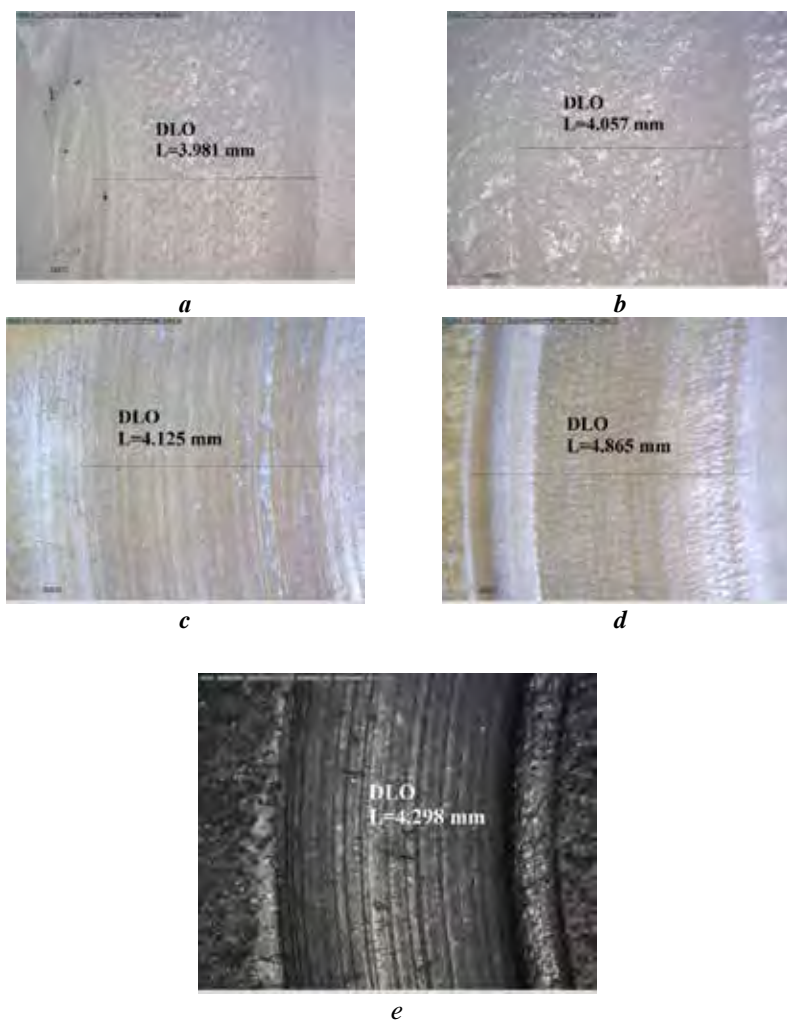 DLO
L=3.981 mm
DLO
L=4.057 mm
a
b
DLO
L=4.125 mm
DLO
L=4.865 mm
c
d
DLO
L=4.298 mm
e